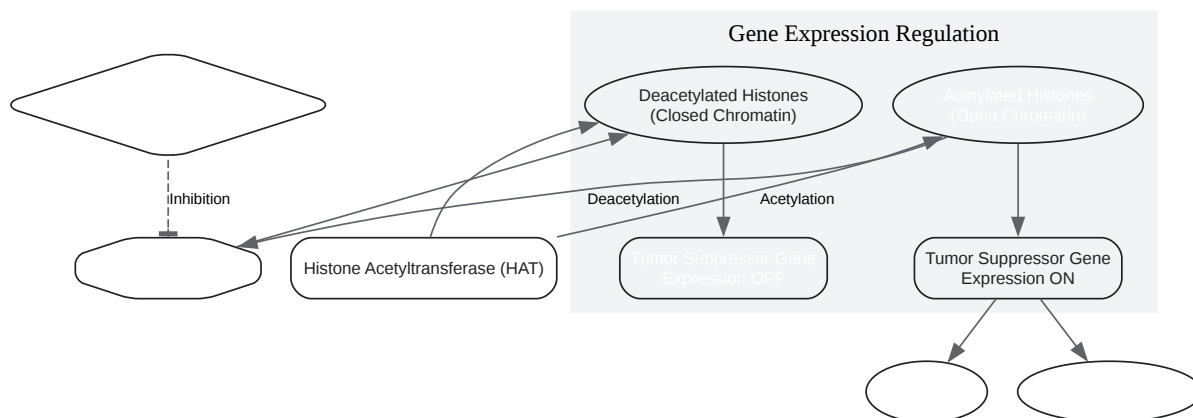 Gene Expression Regulation
Deacetylated Histones
(Closed Chromatin)
Acetylated Histones
(Open Chromatin)
Inhibition
Deacetylation
Acetylation
Histone Acetyltransferase (HAT)
Tumor Suppressor Gene
Expression OFF
Tumor Suppressor Gene
Expression ON